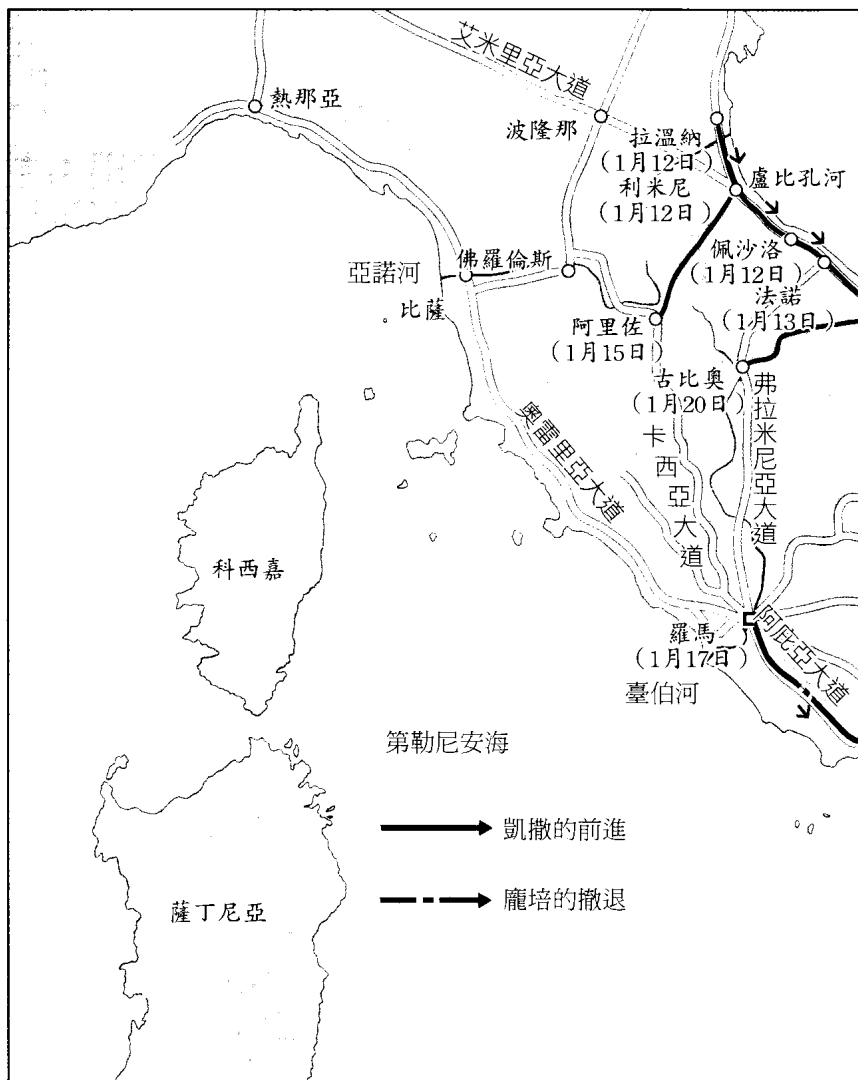 艾米里亞大道
熱那亞
波隆那
拉溫納
(1月12日)
利米尼
(1月12日)
盧比孔河
佩沙洛
(1月12日)
法諾
(1月13日)
佛羅倫斯
亞諾河
比薩
阿里佐
(1月15日)
古比奧
(1月20日)
奧雷里亞大道
卡西亞大道
弗拉米尼亞大道
科西嘉
羅馬
(1月17日)
阿庇亞大道
臺伯河
第勒尼安海
凱撒的前進
龐培的撤退
薩丁尼亞